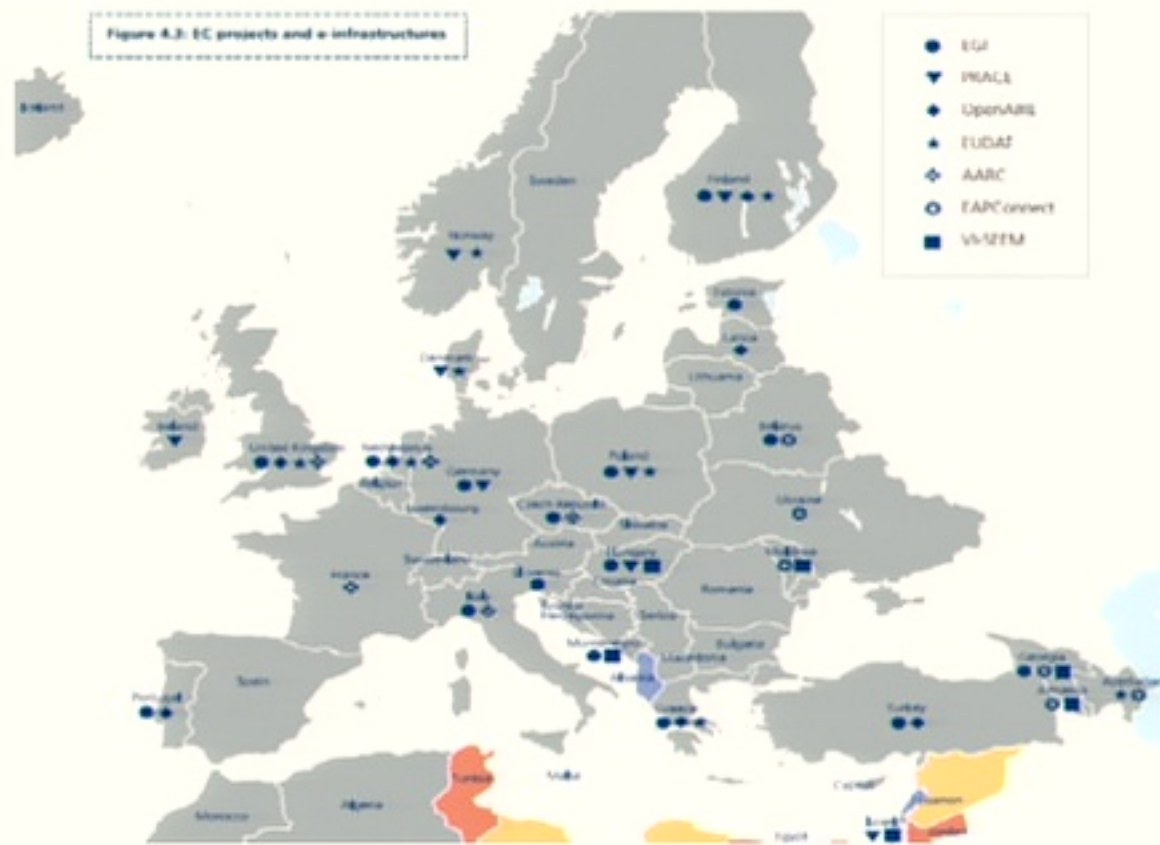 Figure 4.3: EC projects and e-infrastructures
EGI
PRACE
OpenAIRE
EUDAT
AARC
EAPConnect
VI-SEEM
Finland
Sweden
Norway
Estonia
Latvia
Denmark
Lithuania
Ireland
United Kingdom
Netherlands
Belarus
Poland
Germany
Belgium
Ukraine
Luxembourg
Czech Republic
Slovakia
Austria
Switzerland
Hungary
Moldova
France
Slovenia
Croatia
Romania
Italy
Serbia
Bulgaria
Montenegro
Macedonia
Georgia
Albania
Spain
Portugal
Armenia
Azerbaijan
Greece
Turkey
Tunisia
Malta
Cyprus
Lebanon
Algeria
Morocco
Israel
Jordan
Egypt